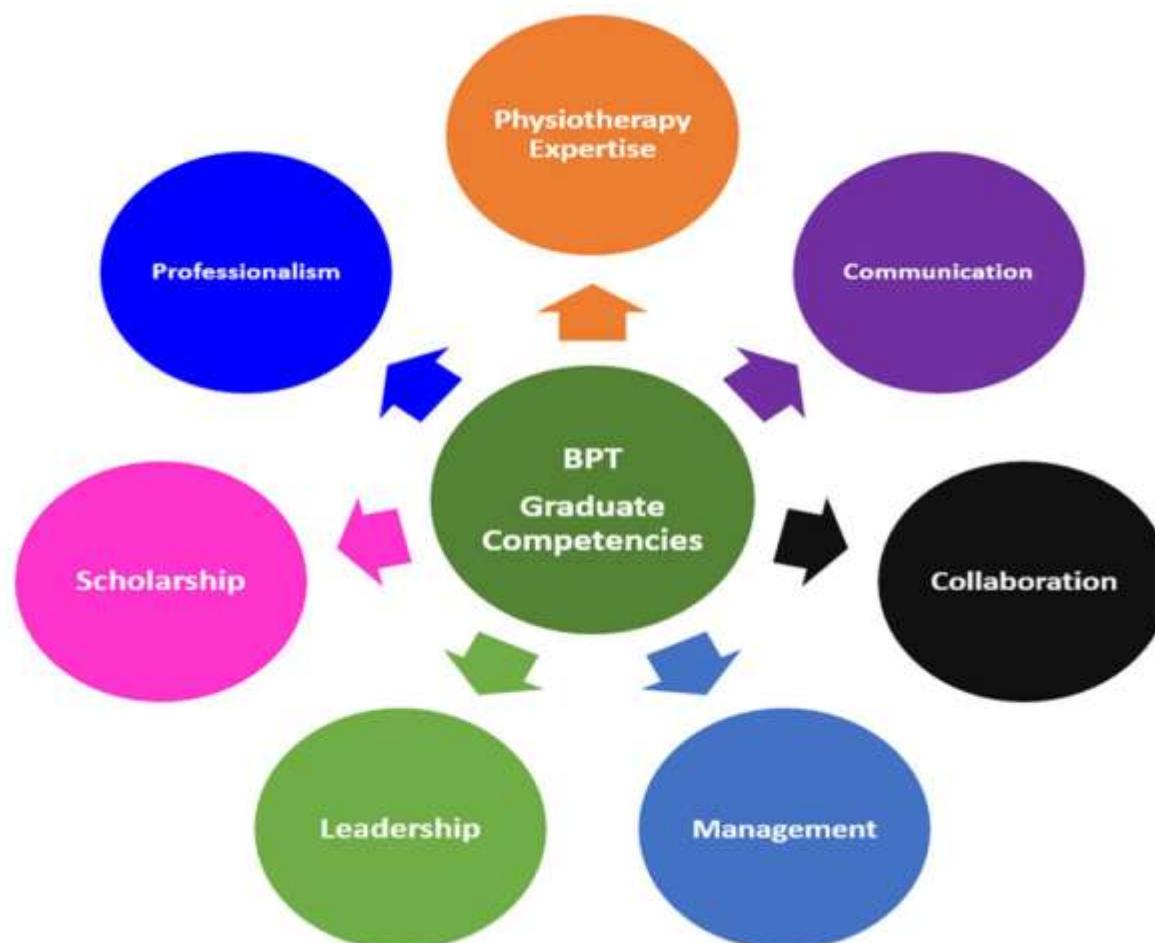 Physiotherapy
Expertise
Professionalism
Communication
BPT
Graduate
Competencies
Scholarship
Collaboration
Leadership
Management